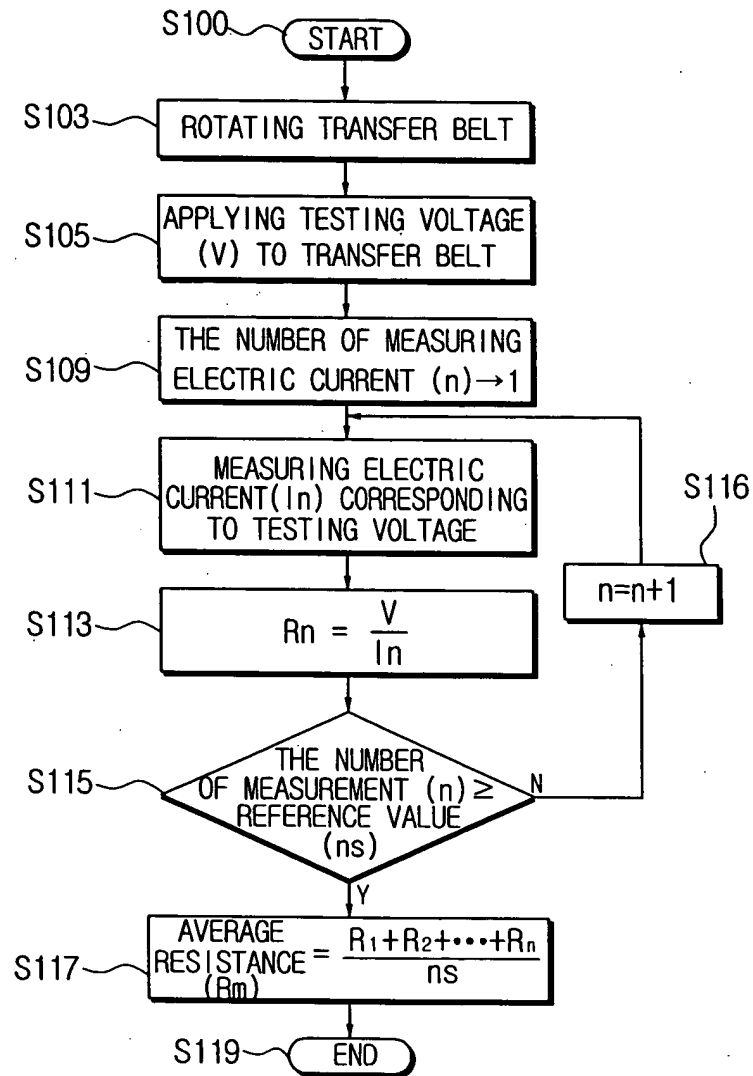 S100
START
S103
ROTATING TRANSFER BELT
S105
APPLYING TESTING VOLTAGE
(V) TO TRANSFER BELT
S109
THE NUMBER OF MEASURING
ELECTRIC CURRENT (n)→1
S111
MEASURING ELECTRIC
CURRENT(In) CORRESPONDING
TO TESTING VOLTAGE
S116
n=n+1
S113
Rn = V
In
S115
THE NUMBER
OF MEASUREMENT (n) ≥
REFERENCE VALUE
(ns)
N
Y
S117
AVERAGE
RESISTANCE
(Rm)
= R1+R2+•••+Rn
ns
S119
END